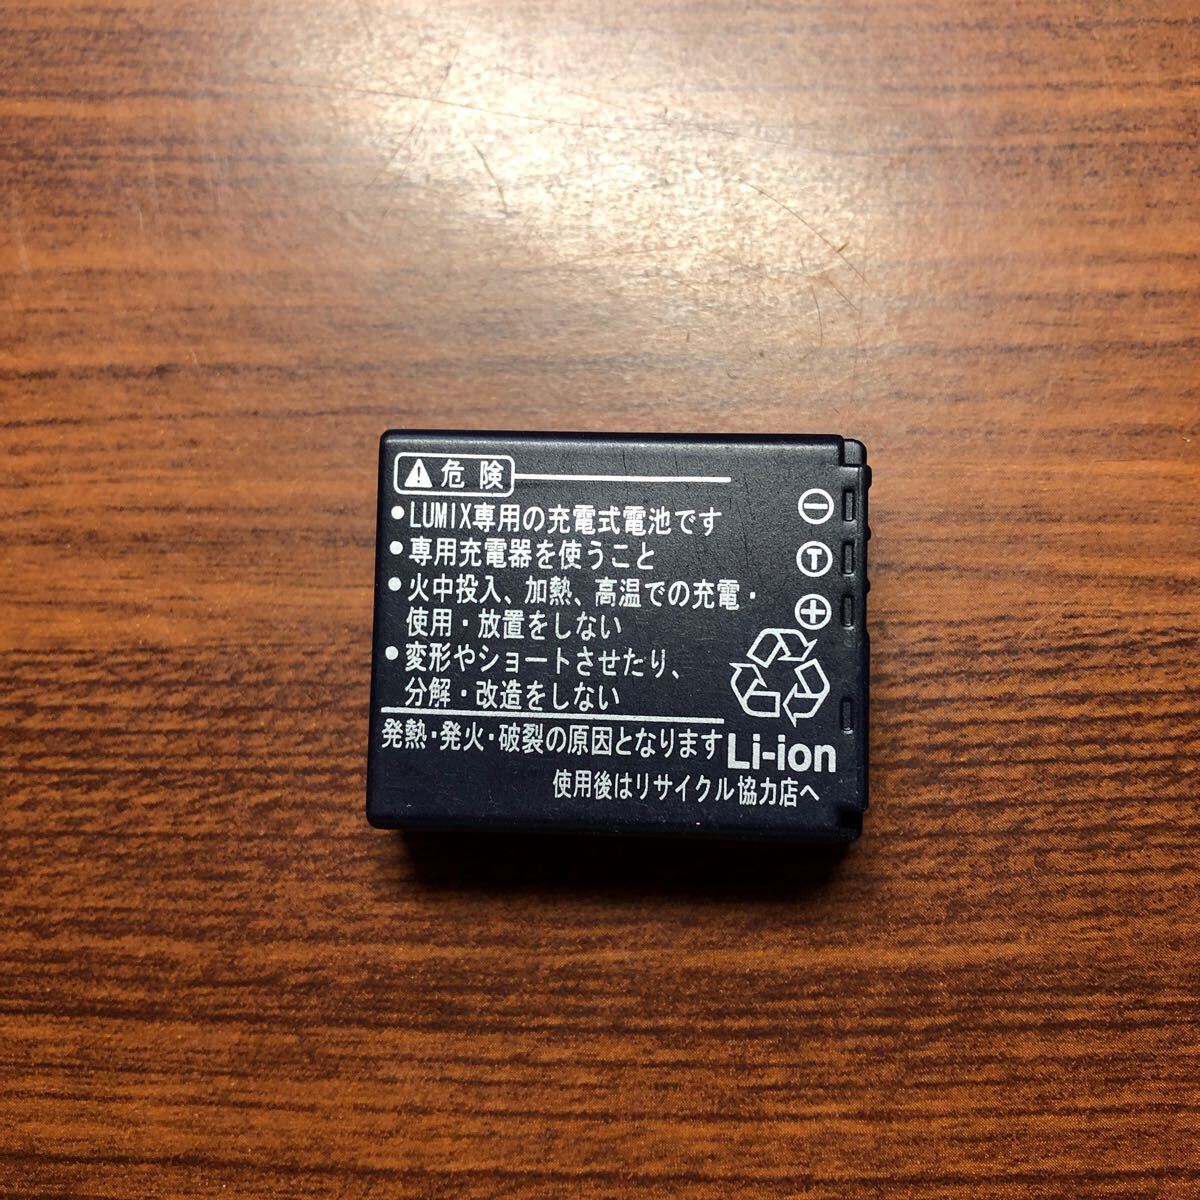 危険
●LUMIX専用の充電式電池です
●専用充電器を使うこと
●火中投入、加熱、高温での充電・
使用・放置をしない
●変形やショートさせたり、
分解・改造をしない
発熱・発火・破裂の原因となります
使用後はリサイクル協力店へ
−
T
+
Li-ion